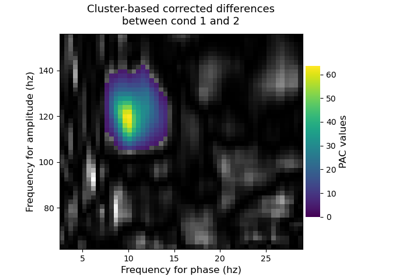 Cluster-based corrected differences
between cond 1 and 2
Frequency for amplitude (hz)
140
120
100
80
5 10 15 20 25
Frequency for phase (hz)
60
50
40
30
20
10
0
PAC values